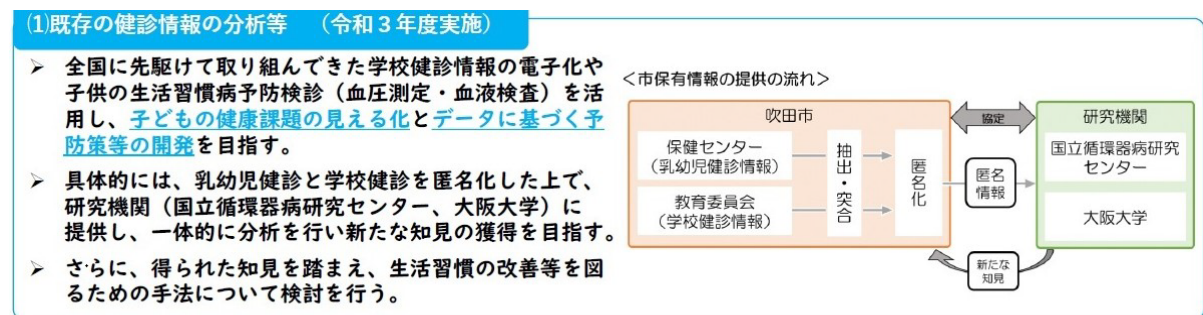 ⑴既存の健診情報の分析等　（令和３年度実施）
➢ 全国に先駆けて取り組んできた学校健診情報の電子化や
子供の生活習慣病予防検診（血圧測定・血液検査）を活
用し、子どもの健康課題の見える化とデータに基づく予
防策等の開発を目指す。
➢ 具体的には、乳幼児健診と学校健診を匿名化した上で、
研究機関（国立循環器病研究センター、大阪大学）に
提供し、一体的に分析を行い新たな知見の獲得を目指す。
➢ さらに、得られた知見を踏まえ、生活習慣の改善等を図
るための手法について検討を行う。
＜市保有情報の提供の流れ＞
吹田市
保健センター
（乳幼児健診情報）
教育委員会
（学校健診情報）
抽出・突合
匿名化
協定
匿名
情報
研究機関
国立循環器病研究
センター
大阪大学
新たな
知見